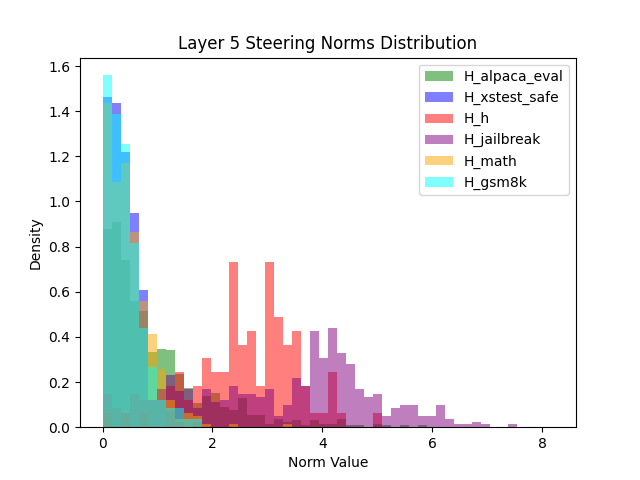 Layer 5 Steering Norms Distribution
1.6
1.4
1.2
1.0
0.8
0.6
0.4
0.2
0.0
Density
H_alpaca_eval
H_xstest_safe
H_h
H_jailbreak
H_math
H_gsm8k
0
2
4
6
8
Norm Value